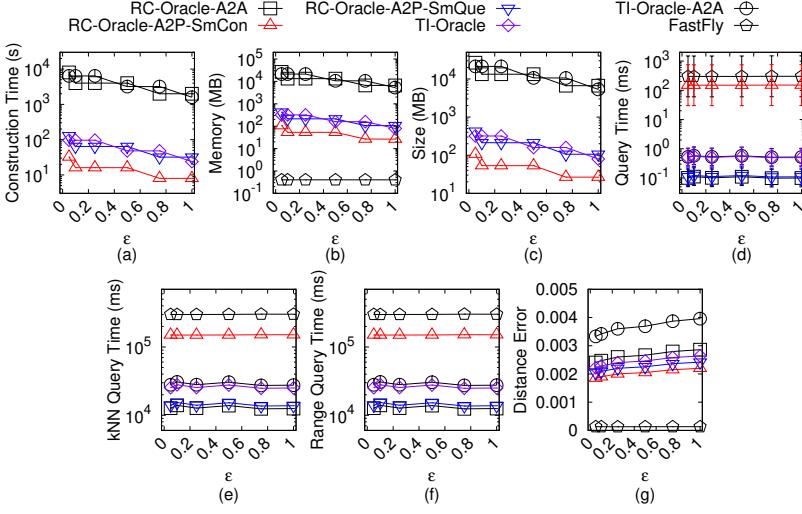 RC-Oracle-A2A RC-Oracle-A2P-SmQue TI-Oracle-A2A
RC-Oracle-A2P-SmCon TI-Oracle FastFly
Construction Time (s)
10^4
10^3
10^2
10^1
0 0.2 0.4 0.6 0.8 1
ε
(a)
Memory (MB)
10^5
10^4
10^3
10^2
10^1
10^0
10^-1
0 0.2 0.4 0.6 0.8 1
ε
(b)
Size (MB)
10^4
10^3
10^2
10^1
0 0.2 0.4 0.6 0.8 1
ε
(c)
Query Time (ms)
10^3
10^2
10^1
10^0
10^-1
0 0.2 0.4 0.6 0.8 1
ε
(d)
kNN Query Time (ms)
10^5
10^4
0 0.2 0.4 0.6 0.8 1
ε
(e)
Range Query Time (ms)
10^5
10^4
0 0.2 0.4 0.6 0.8 1
ε
(f)
Distance Error
0.005
0.004
0.003
0.002
0.001
0
0 0.2 0.4 0.6 0.8 1
ε
(g)